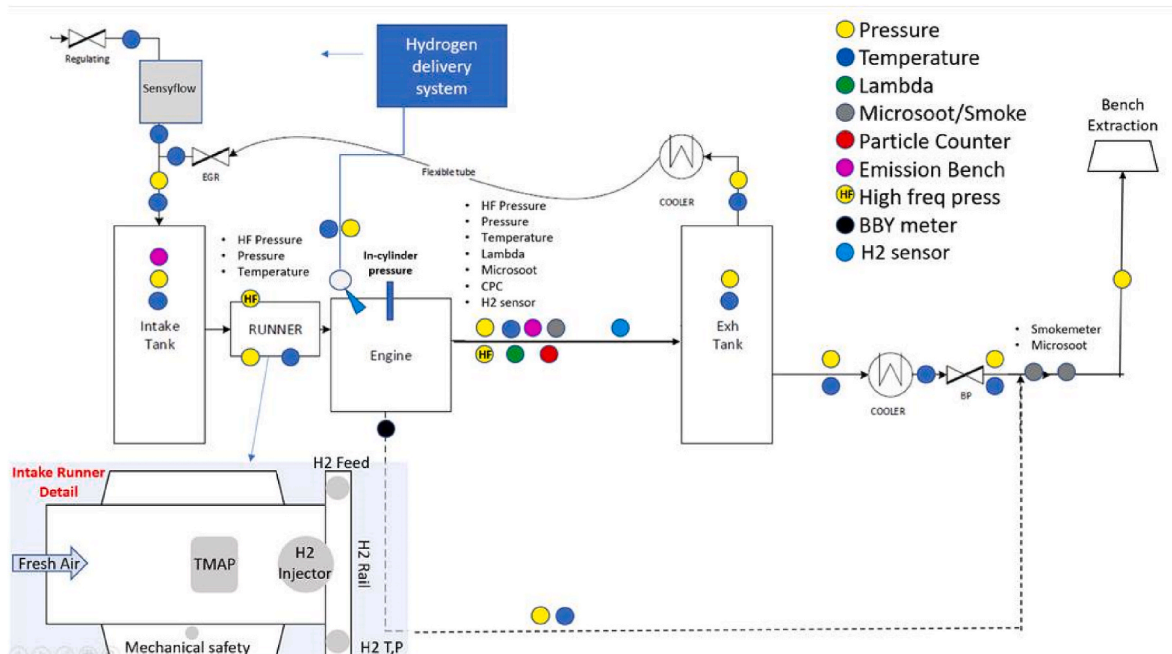 Regulating
Sensyflow
EGR
Hydrogen
delivery
system
Flexible tube
COOLER
Pressure
Temperature
Lambda
Microsoot/Smoke
Particle Counter
Emission Bench
HF
High freq press
BBY meter
H2 sensor
Bench
Extraction
• HF Pressure
• Pressure
• Temperature
In-cylinder
pressure
• HF Pressure
• Pressure
• Temperature
• Lambda
• Microsoot
• CPC
• H2 sensor
Intake
Tank
HF
RUNNER
Engine
HF
Exh
Tank
COOLER
BP
• Smokemeter
• Microsoot
Intake Runner
Detail
H2 Feed
Fresh Air
TMAP
H2
Injector
H2 Rail
Mechanical safety
H2 T,P